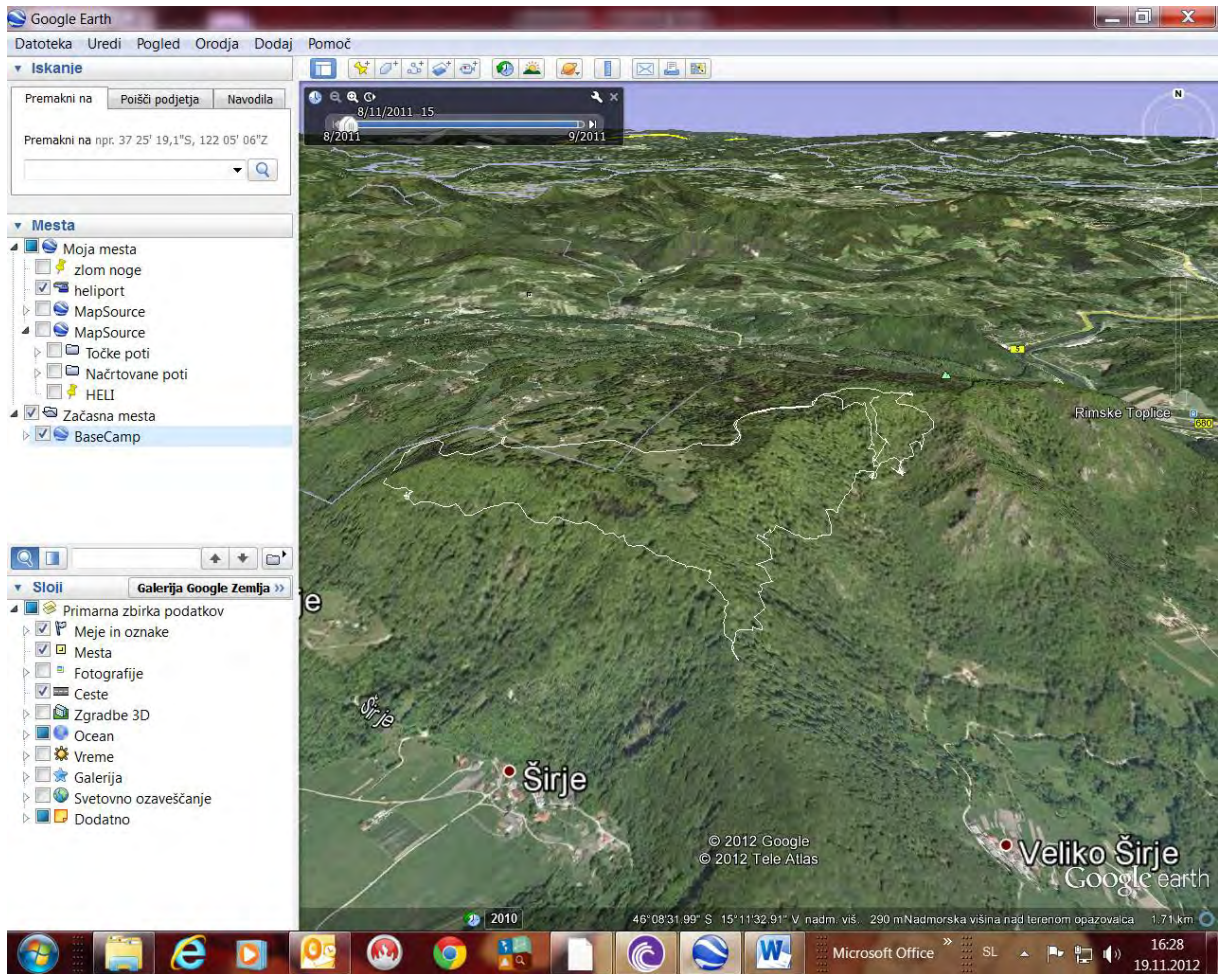 Google Earth
Datoteka Uredi Pogled Orodja Dodaj Pomoč
Iskanje
Premakni na Poišči podjetja Navodila
Premakni na npr. 37 25' 19,1"S, 122 05' 06"Z
Mesta
Moja mesta
zlom noge
heliport
MapSource
MapSource
Točke poti
Načrtovane poti
HELI
Začasna mesta
BaseCamp
Sloji Galerija Google Zemlja »
Primarna zbirka podatkov
Meje in oznake
Mesta
Fotografije
Ceste
Zgradbe 3D
Ocean
Vreme
Galerija
Svetovno ozaveščanje
Dodatno
8/11/2011 15
8/2011 9/2011
N
5
Rimske Toplice
680
je
Širje
Širje
© 2012 Google
© 2012 Tele Atlas
Veliko Širje
Google earth
2010 46°08'31.99" S 15°11'32.91" V nadm. viš. 290 mNadmorska višina nad terenom opazovalca 1.71 km
Microsoft Office » SL 16:28
19.11.2012